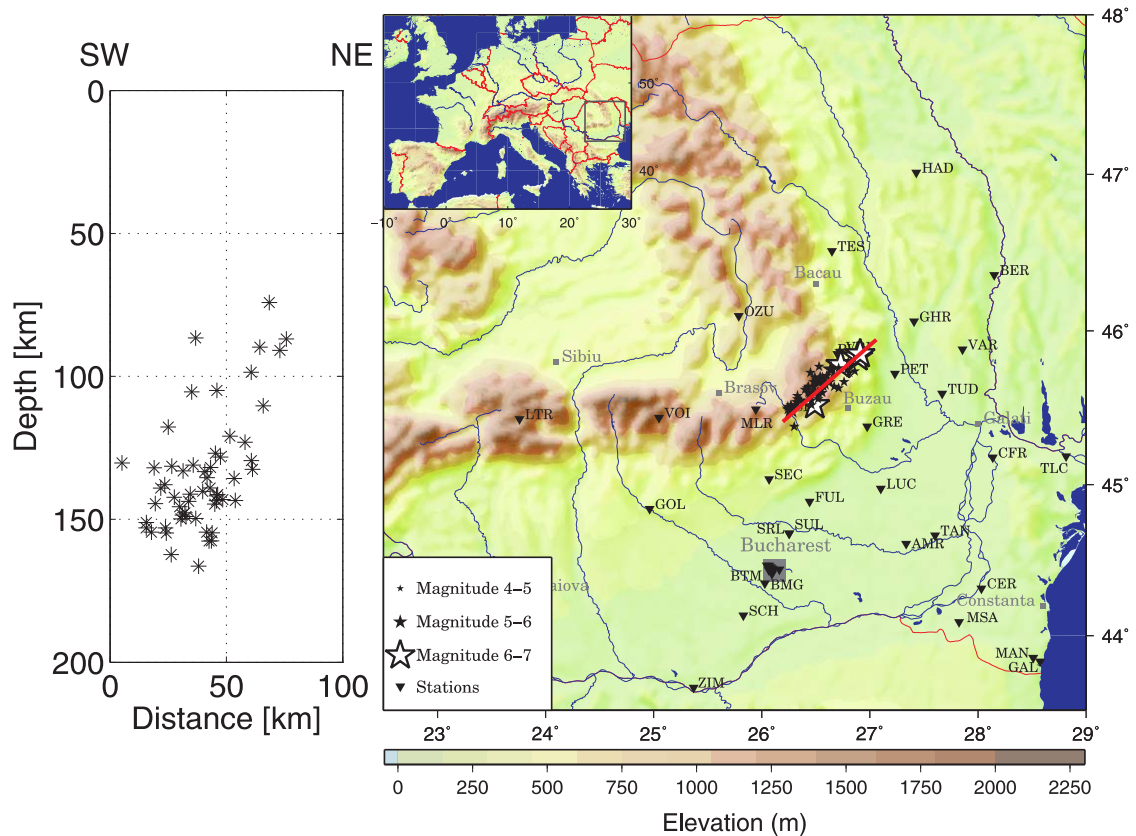 SW
NE
0
50
100
150
200
Depth [km]
0
50
100
Distance [km]
50˚
40˚
−10˚
0˚
10˚
20˚
30˚
48˚
47˚
46˚
45˚
44˚
23˚
24˚
25˚
26˚
27˚
28˚
29˚
HAD
TES
BER
Bacau
OZU
GHR
VAR
Sibiu
PET
Brasov
TUD
Buzau
LTR
VOI
MLR
GRE
Galati
CFR
TLC
SEC
LUC
FUL
GOL
SRL
SUL
TAN
AMR
Bucharest
BTM
BMG
CER
Constanta
SCH
MSA
MAN
GAL
ZIM
aiova
Magnitude 4−5
Magnitude 5−6
Magnitude 6−7
Stations
0
250
500
750
1000
1250
1500
1750
2000
2250
Elevation (m)